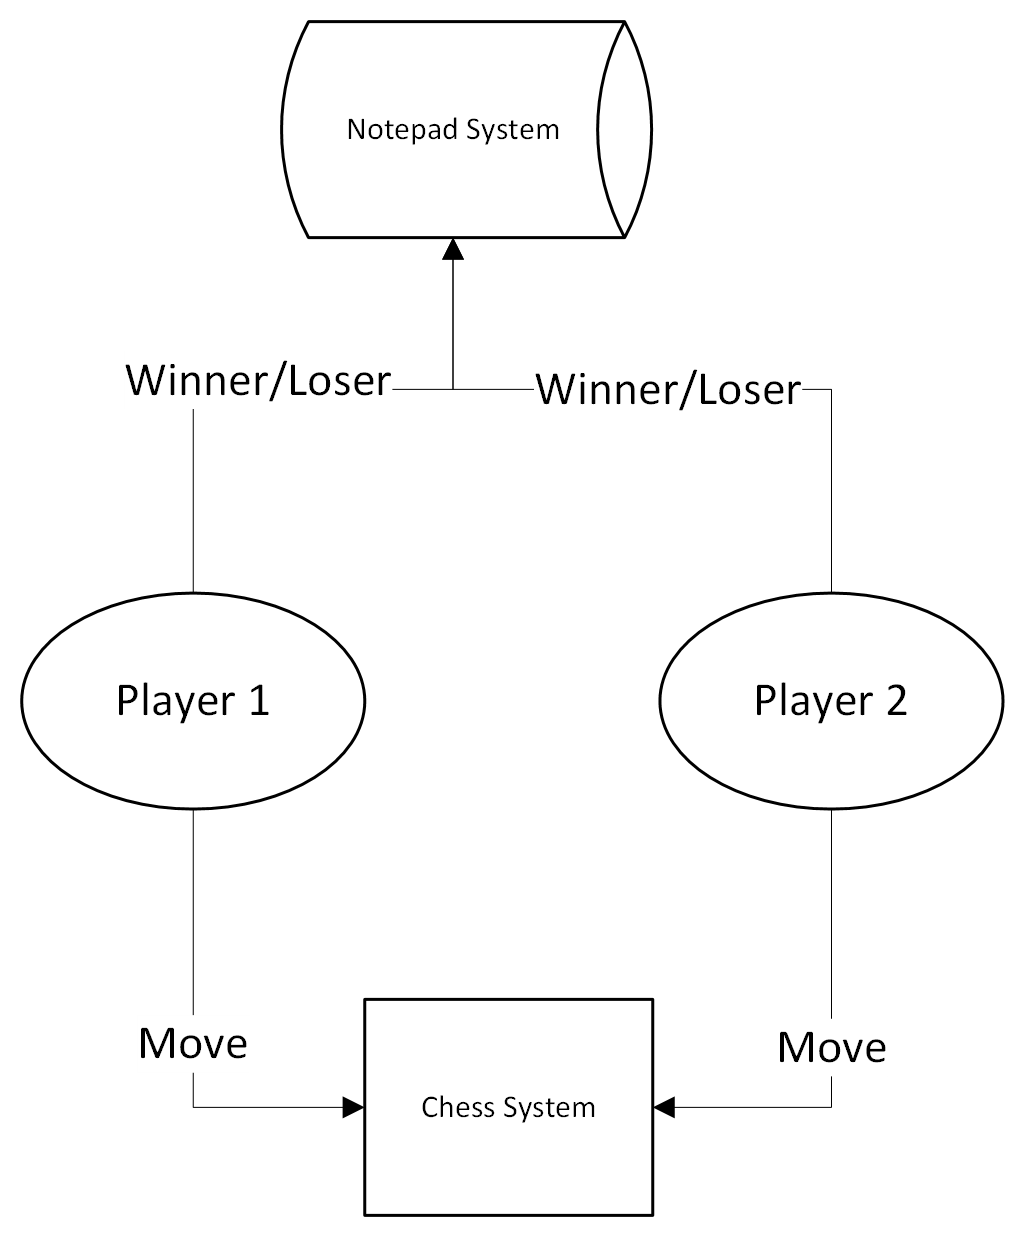 Notepad System
Winner/Loser
Winner/Loser
Player 1
Player 2
Move
Move
Chess System